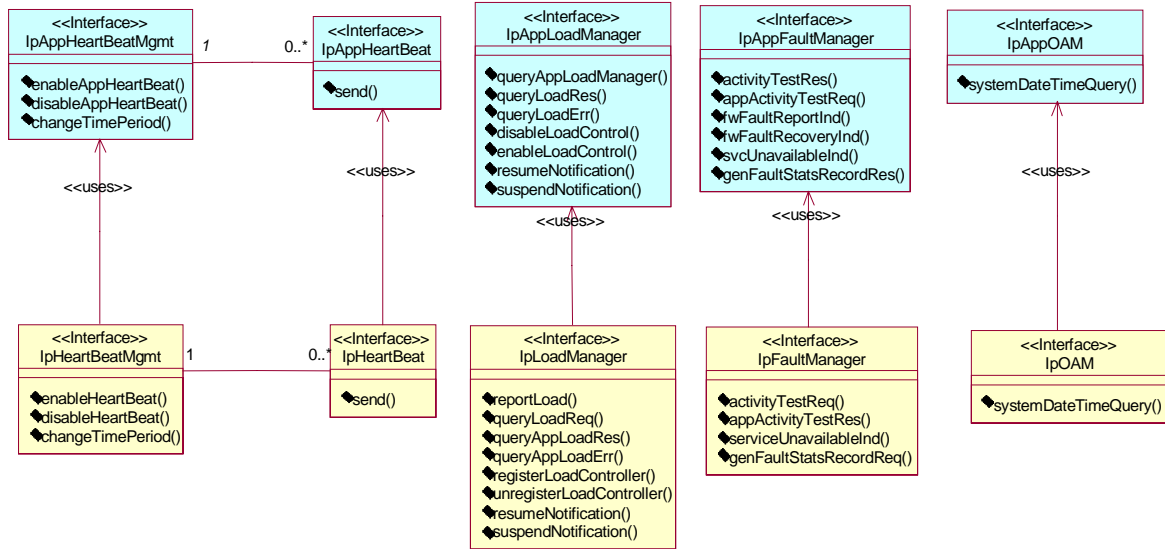 <<Interface>>
IpAppHeartBeatMgmt
enableAppHeartBeat()
disableAppHeartBeat()
changeTimePeriod()
1
0..*
<<Interface>>
IpAppHeartBeat
send()
<<Interface>>
IpAppLoadManager
queryAppLoadManager()
queryLoadRes()
queryLoadErr()
disableLoadControl()
enableLoadControl()
resumeNotification()
suspendNotification()
<<Interface>>
IpAppFaultManager
activityTestRes()
appActivityTestReq()
fwFaultReportInd()
fwFaultRecoveryInd()
svcUnavailableInd()
genFaultStatsRecordRes()
<<Interface>>
IpAppOAM
systemDateTimeQuery()
<<uses>>
<<uses>>
<<uses>>
<<uses>>
<<uses>>
<<Interface>>
IpHeartBeatMgmt
enableHeartBeat()
disableHeartBeat()
changeTimePeriod()
1
0..*
<<Interface>>
IpHeartBeat
send()
<<Interface>>
IpLoadManager
reportLoad()
queryLoadReq()
queryAppLoadRes()
queryAppLoadErr()
registerLoadController()
unregisterLoadController()
resumeNotification()
suspendNotification()
<<Interface>>
IpFaultManager
activityTestReq()
appActivityTestRes()
serviceUnavailableInd()
genFaultStatsRecordReq()
<<Interface>>
IpOAM
systemDateTimeQuery()